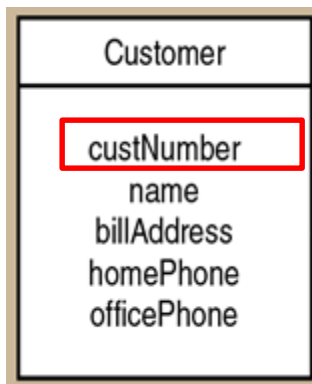 Customer
custNumber
name
billAddress
homePhone
officePhone